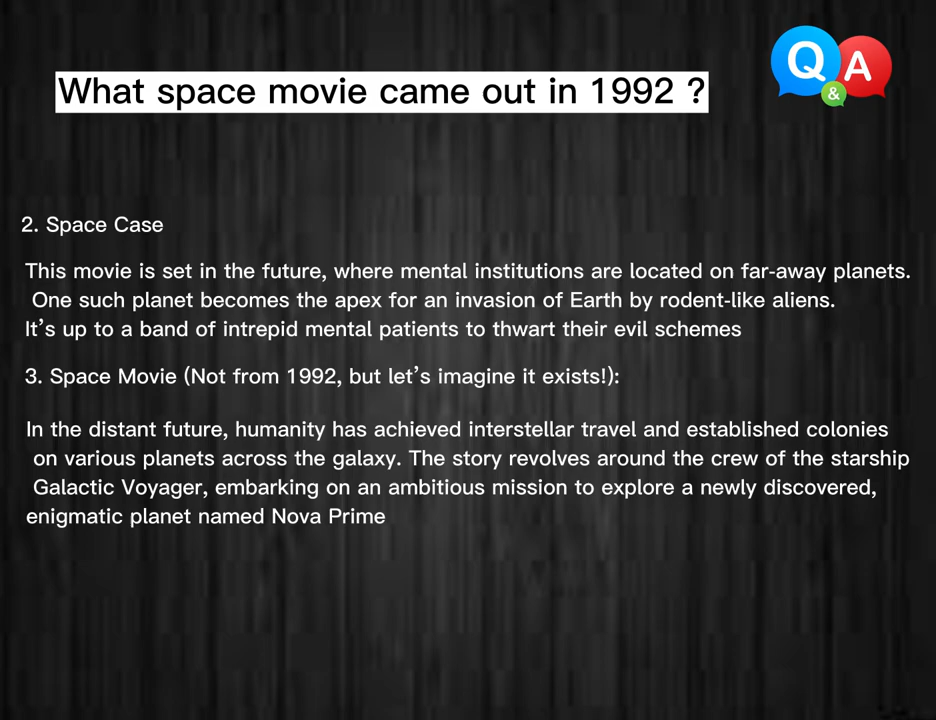 What space movie came out in 1992 ?
Q & A
2. Space Case
This movie is set in the future, where mental institutions are located on far-away planets.
One such planet becomes the apex for an invasion of Earth by rodent-like aliens.
It's up to a band of intrepid mental patients to thwart their evil schemes
3. Space Movie (Not from 1992, but let's imagine it exists!):
In the distant future, humanity has achieved interstellar travel and established colonies
on various planets across the galaxy. The story revolves around the crew of the starship
Galactic Voyager, embarking on an ambitious mission to explore a newly discovered,
enigmatic planet named Nova Prime